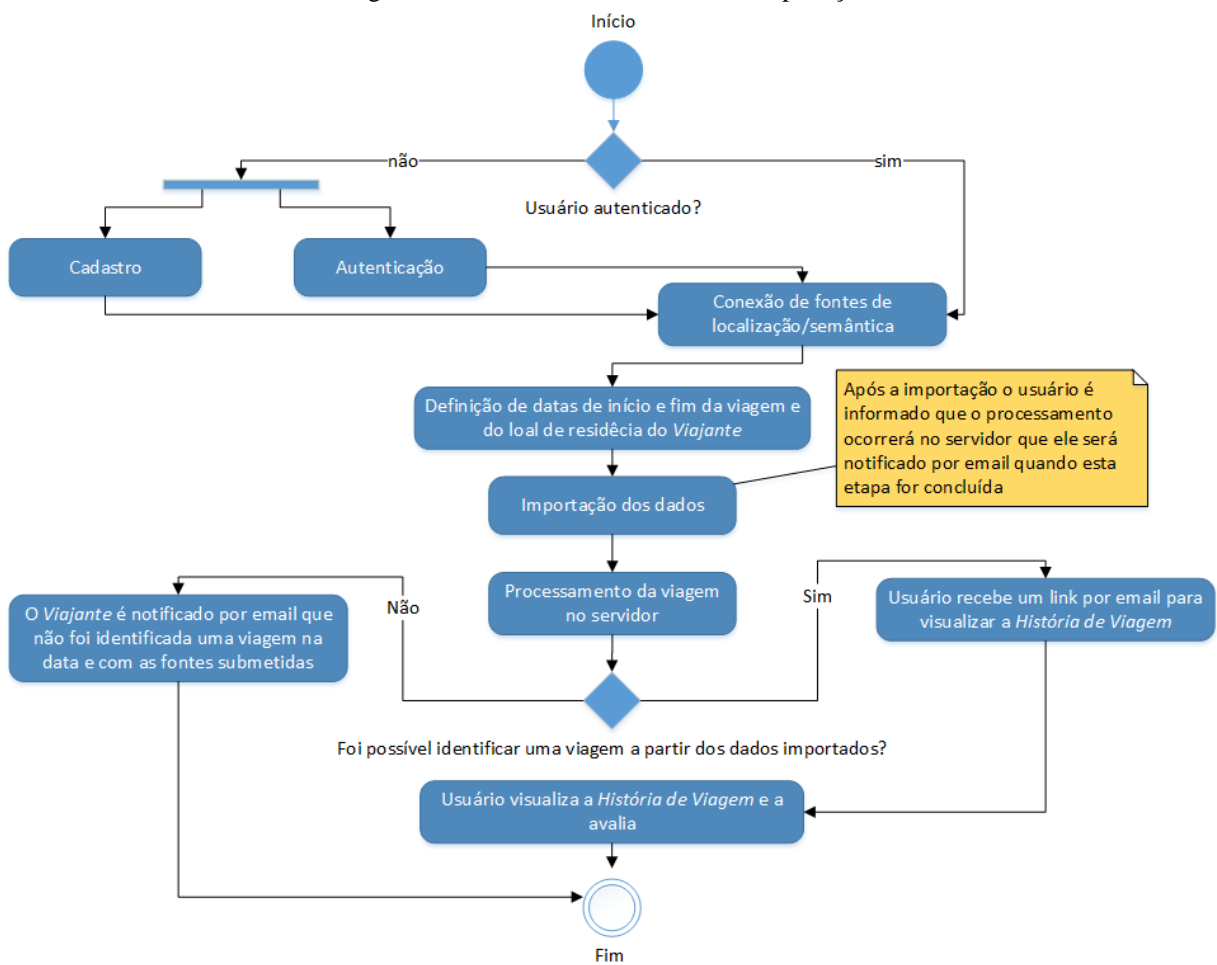 Início
não
sim
Usuário autenticado?
Cadastro
Autenticação
Conexão de fontes de
localização/semântica
Definição de datas de início e fim da viagem e
do loal de residêcia do Viajante
Após a importação o usuário é
informado que o processamento
ocorrerá no servidor que ele será
notificado por email quando esta
etapa for concluída
Importação dos dados
Processamento da viagem
no servidor
Não
Sim
O Viajante é notificado por email que
não foi identificada uma viagem na
data e com as fontes submetidas
Usuário recebe um link por email para
visualizar a História de Viagem
Foi possível identificar uma viagem a partir dos dados importados?
Usuário visualiza a História de Viagem e a
avalia
Fim